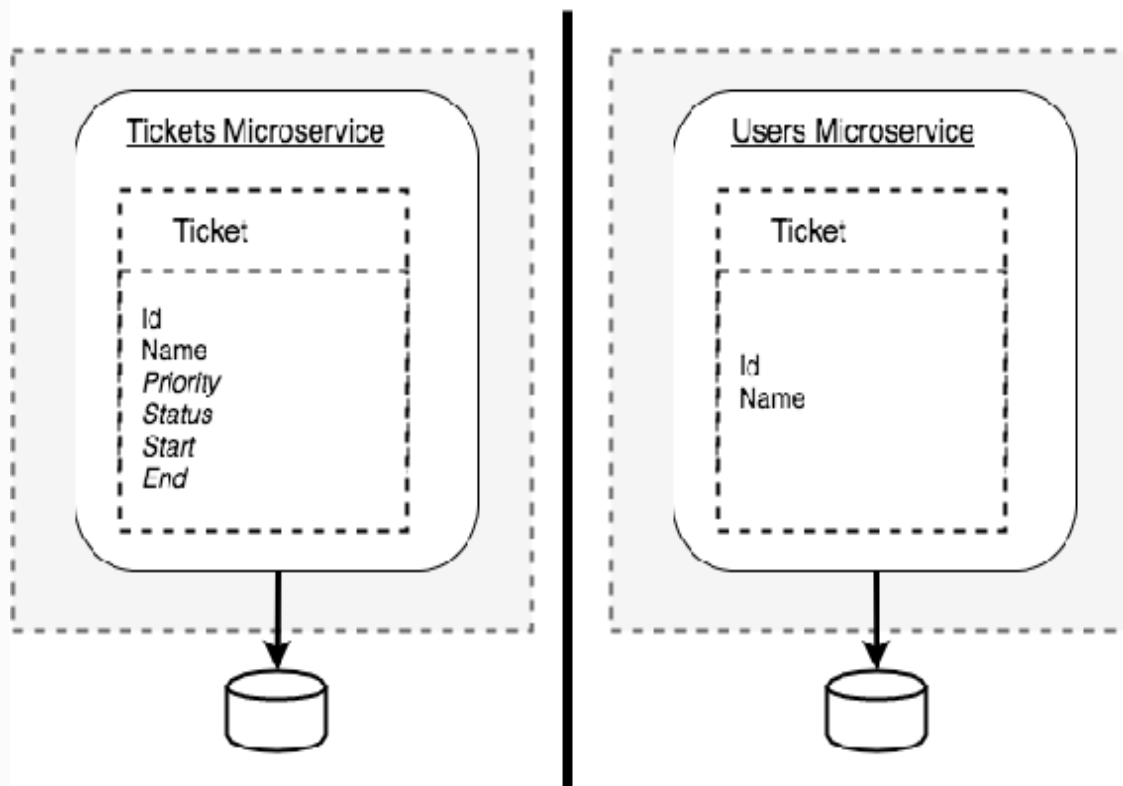 Tickets Microservice
Ticket
Id
Name
Priority
Status
Start
End
Users Microservice
Ticket
Id
Name